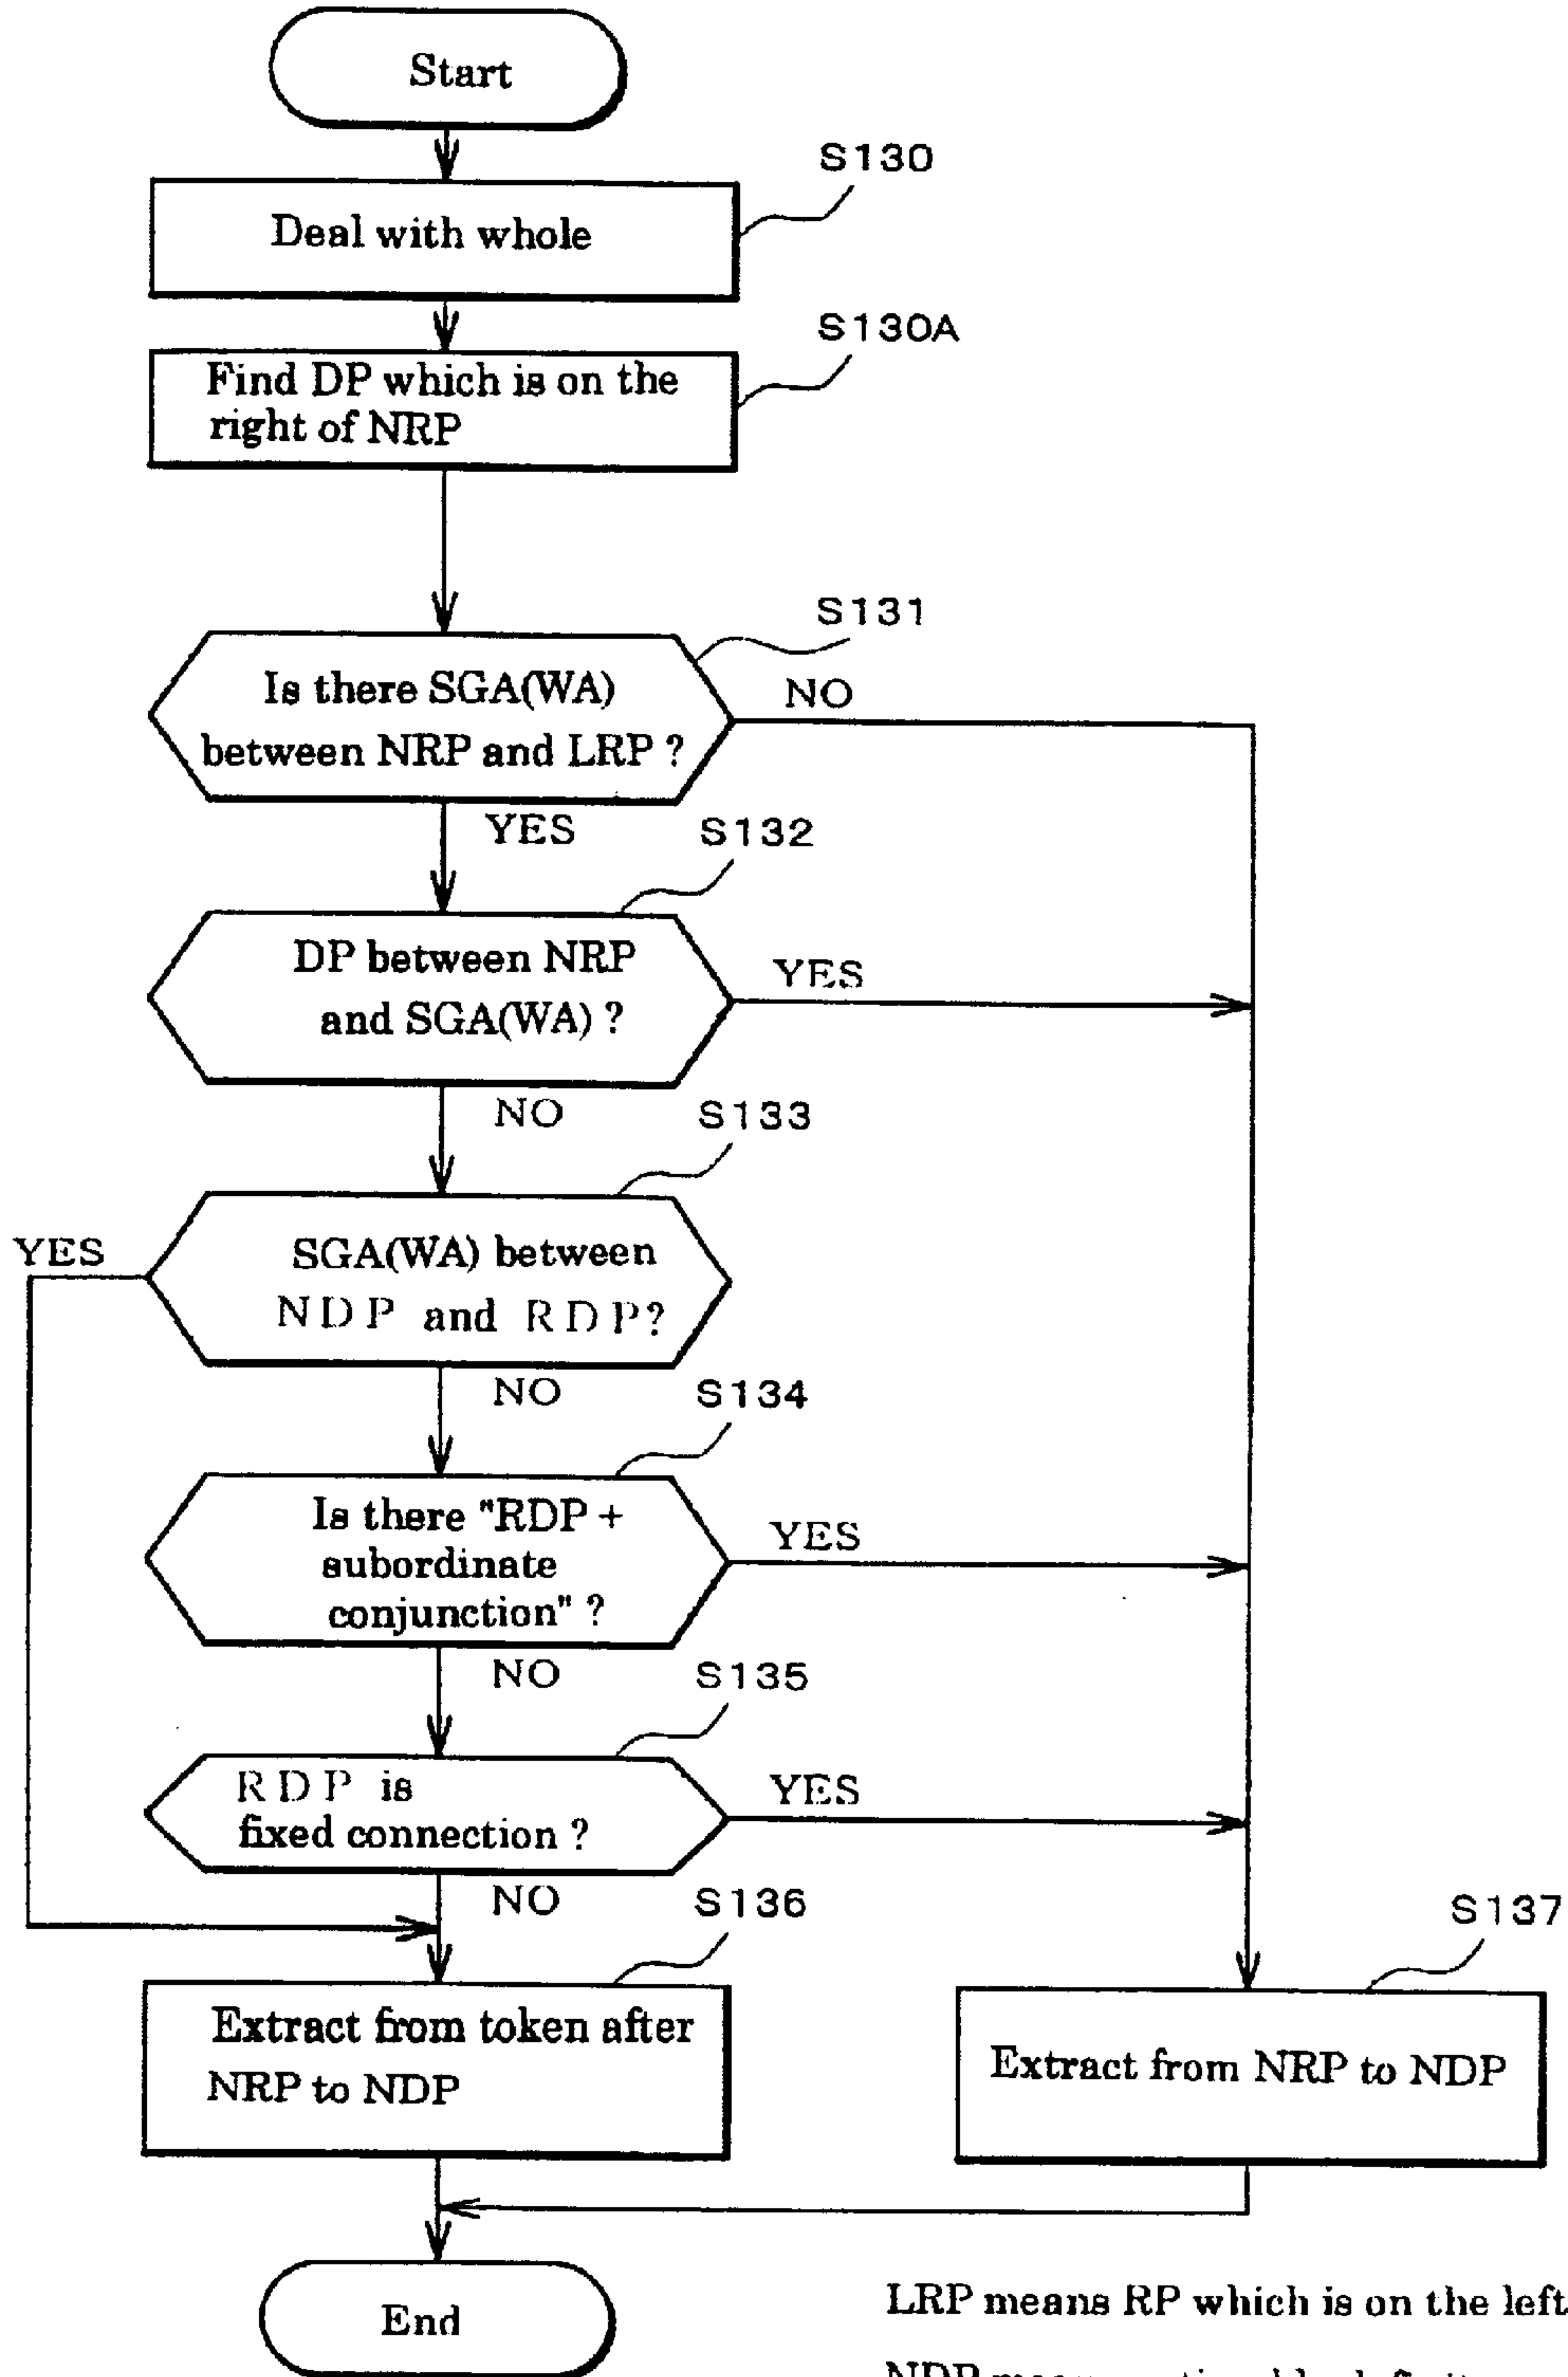 Start
S130
Deal with whole
S130A
Find DP which is on the
right of NRP
S131
Is there SGA(WA)
between NRP and LRP ?
NO
YES
S132
DP between NRP
and SGA(WA) ?
YES
NO
S133
SGA(WA) between
NDP and RDP?
YES
NO
S134
Is there "RDP +
subordinate
conjunction" ?
YES
NO
S135
RDP is
fixed connection ?
YES
NO
S136
Extract from token after
NRP to NDP
S137
Extract from NRP to NDP
End
LRP means RP which is on the left
NDP means